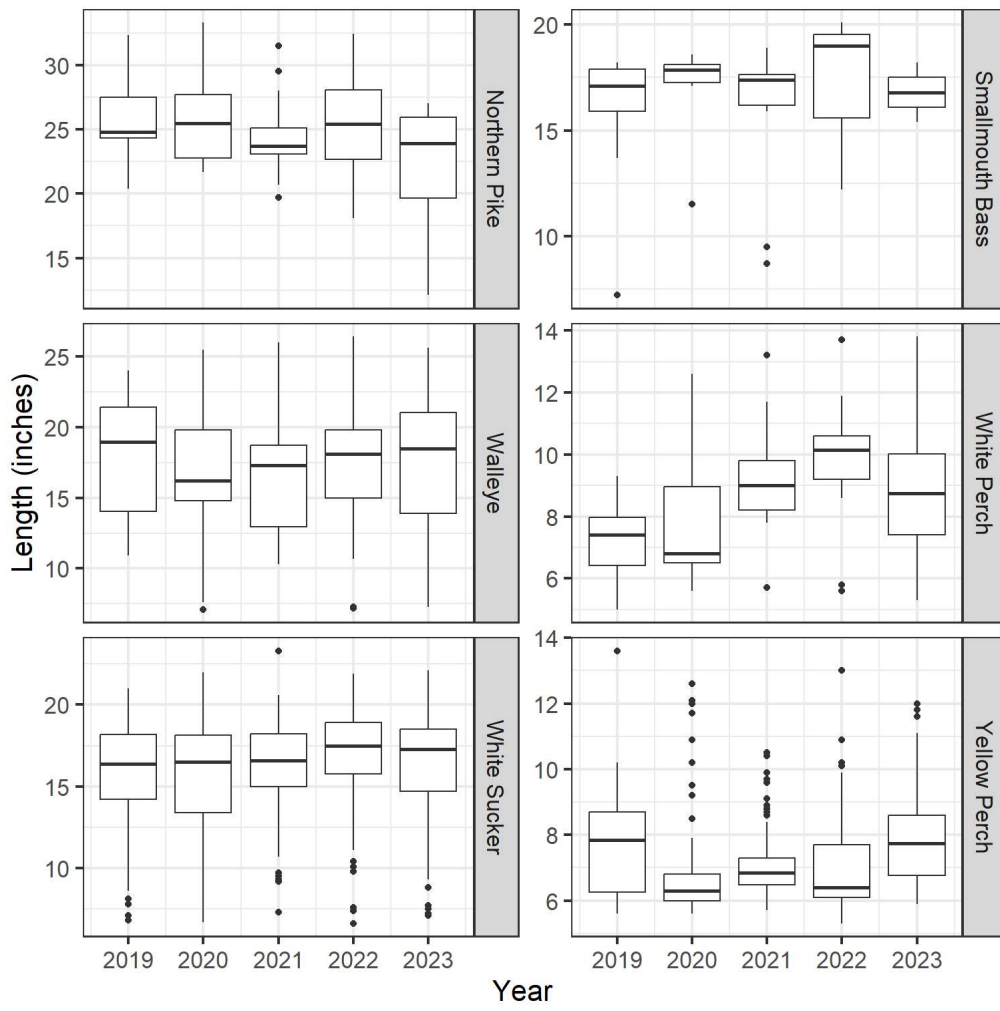 30
25
20
15
Northern Pike
20
15
10
Smallmouth Bass
Length (inches)
25
20
15
10
Walleye
14
12
10
8
6
White Perch
20
15
10
White Sucker
14
12
10
8
6
Yellow Perch
2019 2020 2021 2022 2023
2019 2020 2021 2022 2023
Year